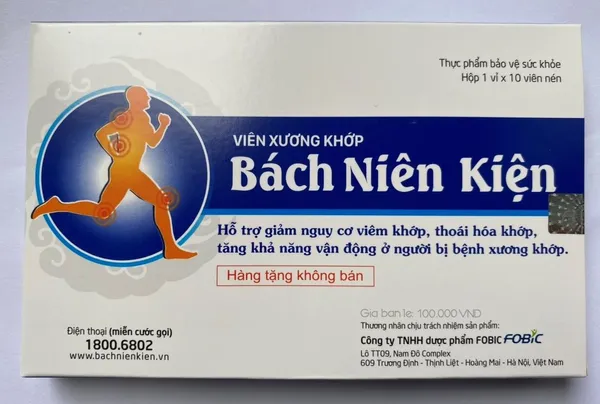 Thực phẩm bảo vệ sức khỏe
Hộp 1 vỉ x 10 viên nén
VIÊN XƯƠNG KHỚP
Bách Niên Kiện
Hỗ trợ giảm nguy cơ viêm khớp, thoái hóa khớp,
tăng khả năng vận động ở người bị bệnh xương khớp.
Hàng tặng không bán
Gia ban le: 100.000 VND
Thương nhân chịu trách nhiệm sản phẩm:
Công ty TNHH dược phẩm FOBIC FOBIC
Lô TT09, Nam Đô Complex
609 Trương Định - Thịnh Liệt - Hoàng Mai - Hà Nội, Việt Nam
Điện thoại (miễn cước gọi)
1800.6802
www.bachnienkien.vn